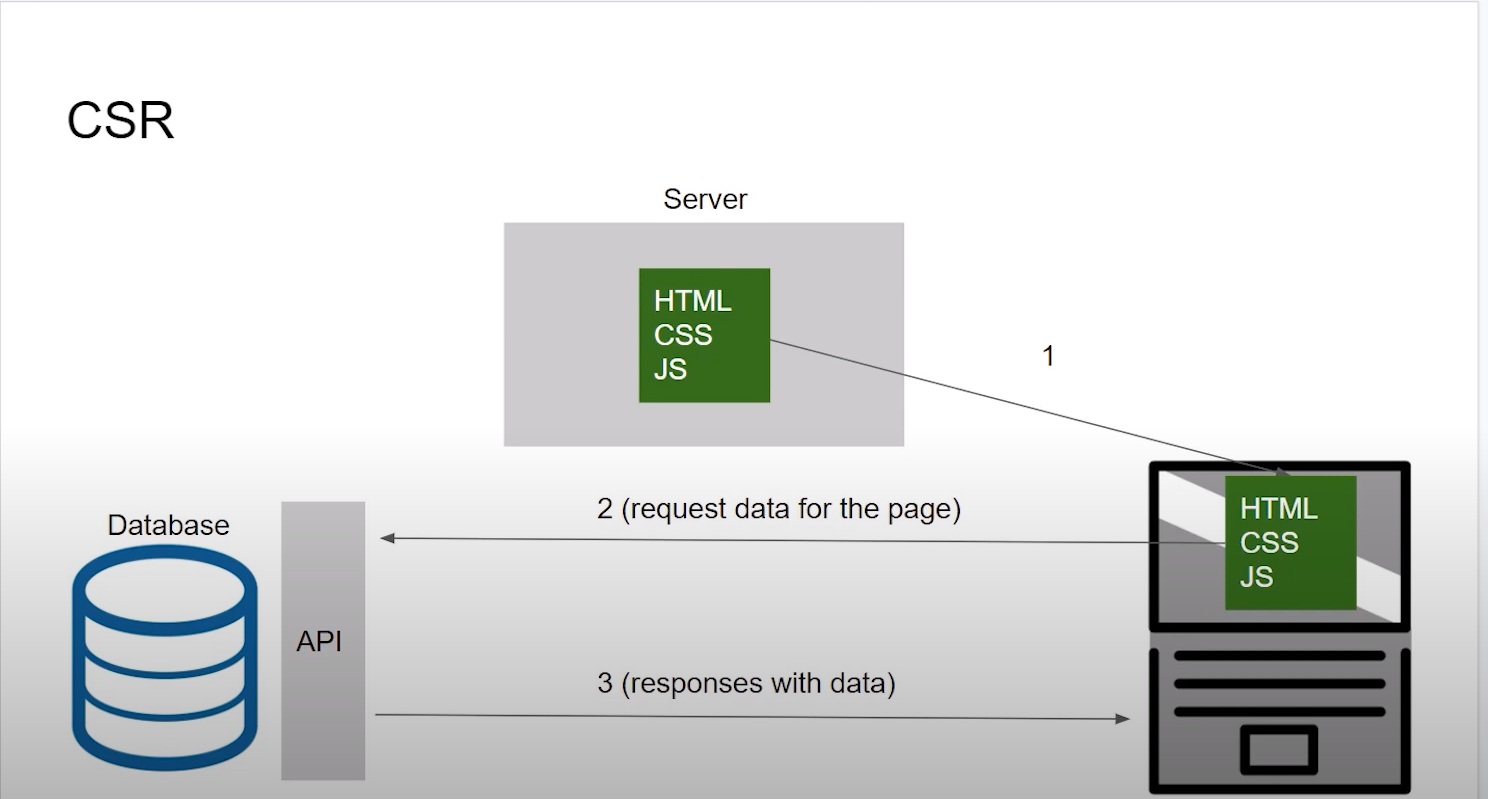 CSR
Server
HTML
CSS
JS
1
2 (request data for the page)
HTML
CSS
JS
Database
API
3 (responses with data)